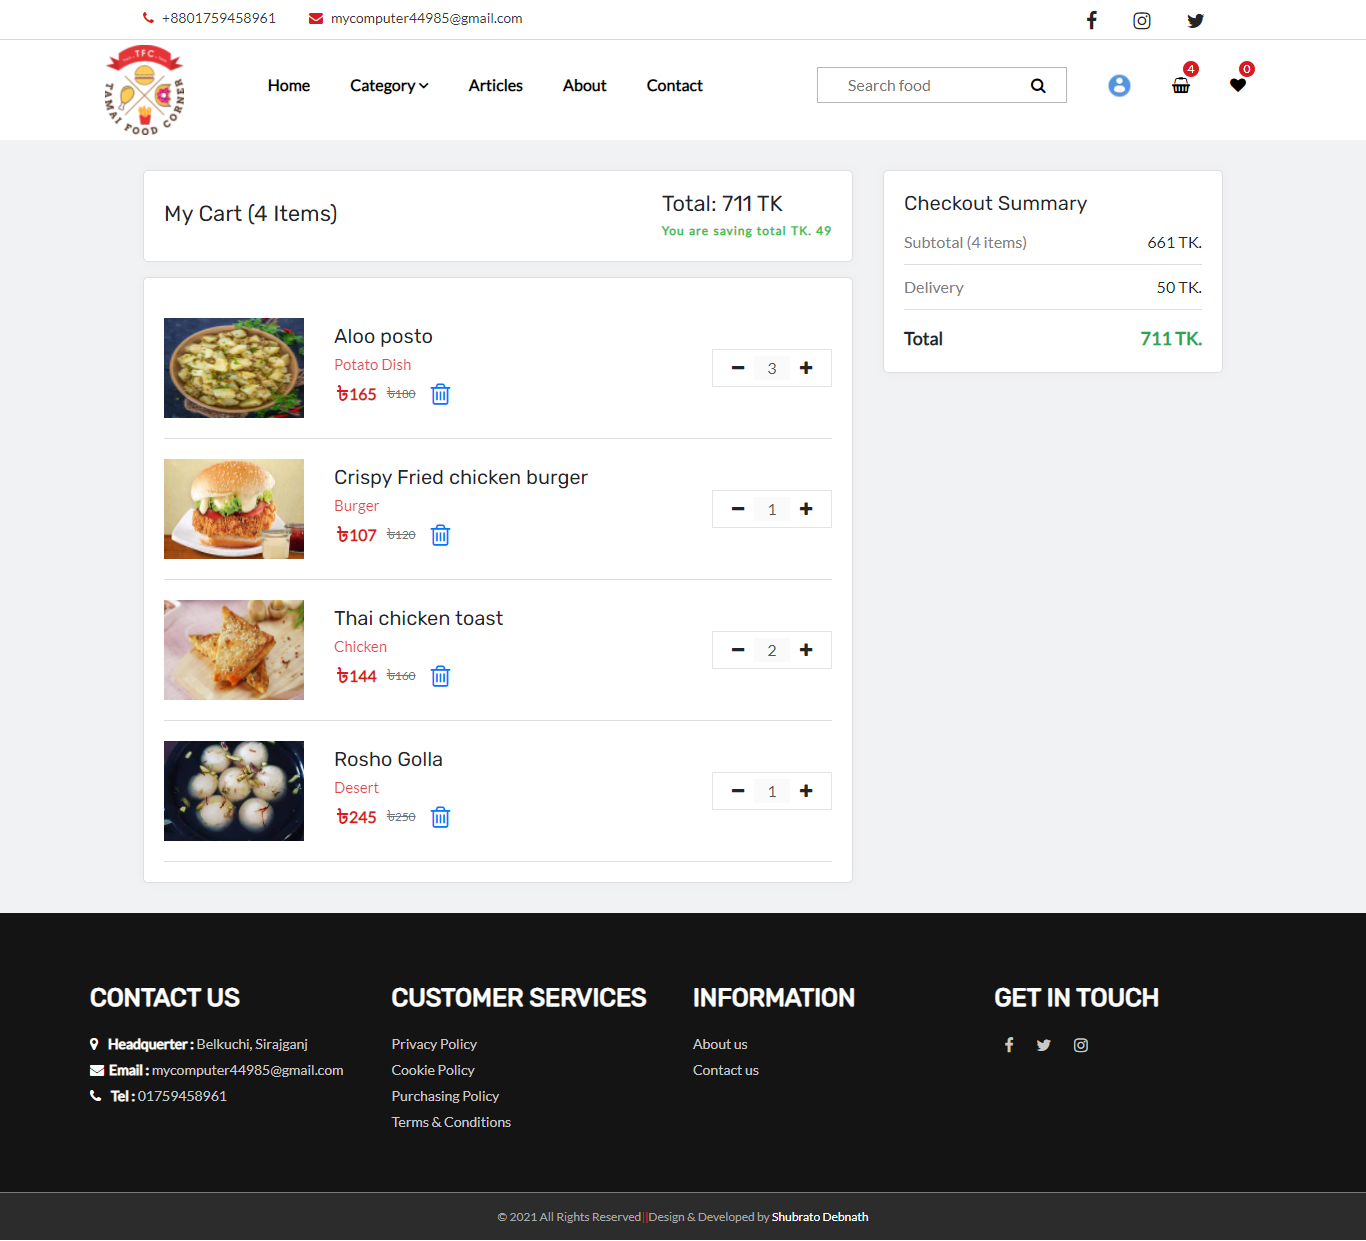 +8801759458961 mycomputer44985@gmail.com
TFC
TAMAI FOOD CORNER
Home Category Articles About Contact
Search food
4
0
My Cart (4 Items)
Total: 711 TK
You are saving total TK. 49
Aloo posto
Potato Dish
৳165 ৳180
3
Crispy Fried chicken burger
Burger
৳107 ৳120
1
Thai chicken toast
Chicken
৳144 ৳160
2
Rosho Golla
Desert
৳245 ৳250
1
Checkout Summary
Subtotal (4 items) 661 TK.
Delivery 50 TK.
Total 711 TK.
CONTACT US
Headquerter : Belkuchi, Sirajganj
Email : mycomputer44985@gmail.com
Tel : 01759458961
CUSTOMER SERVICES
Privacy Policy
Cookie Policy
Purchasing Policy
Terms & Conditions
INFORMATION
About us
Contact us
GET IN TOUCH
© 2021 All Rights Reserved||Design & Developed by Shubrato Debnath